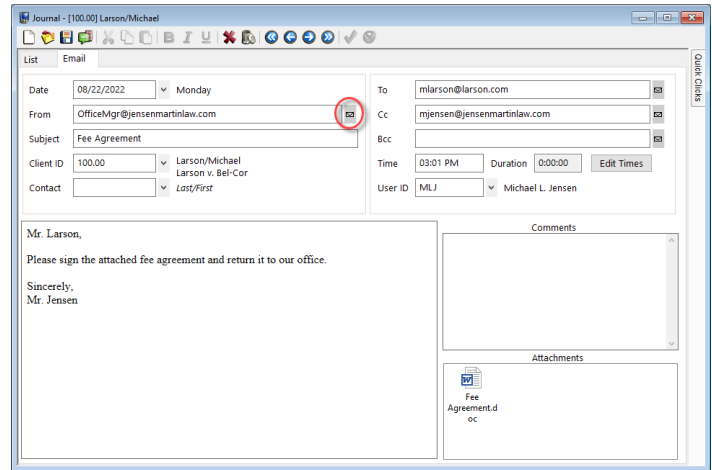 Journal - [100.00] Larson/Michael
List Email
Quick Clicks
Date 08/22/2022 Monday
From OfficeMgr@jensenmartinlaw.com
Subject Fee Agreement
Client ID 100.00 Larson/Michael
Larson v. Bel-Cor
Contact Last/First
To mlarson@larson.com
Cc mjensen@jensenmartinlaw.com
Bcc
Time 03:01 PM Duration 0:00:00 Edit Times
User ID MLJ Michael L. Jensen
Mr. Larson,
Please sign the attached fee agreement and return it to our office.
Sincerely,
Mr. Jensen
Comments
Attachments
Fee
Agreement.d
oc